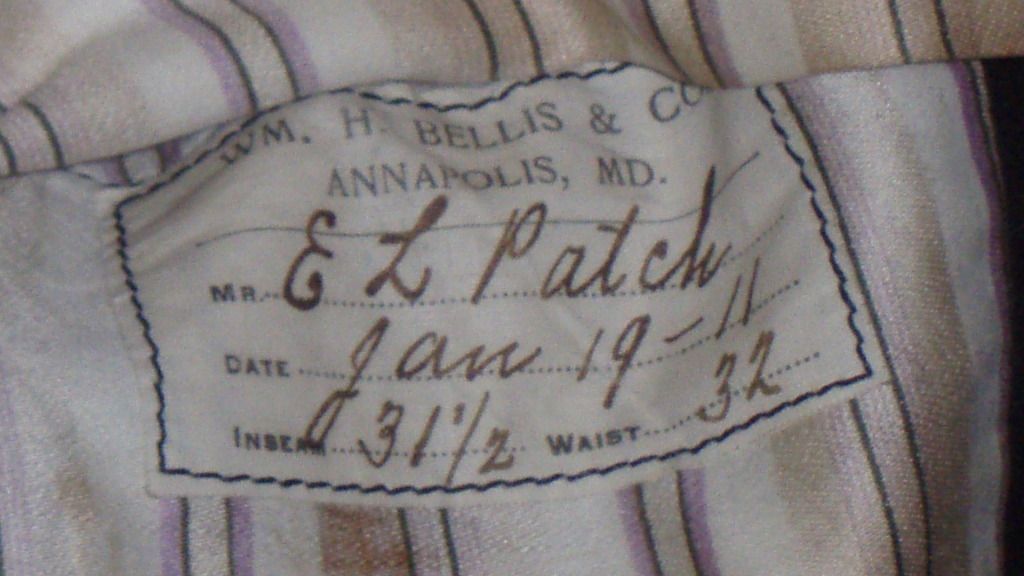 WM. H. BELLIS & CO
ANNAPOLIS, MD.
MR. E L Patch
DATE Jan 19-11
INSEAM 31 1/2 WAIST 32